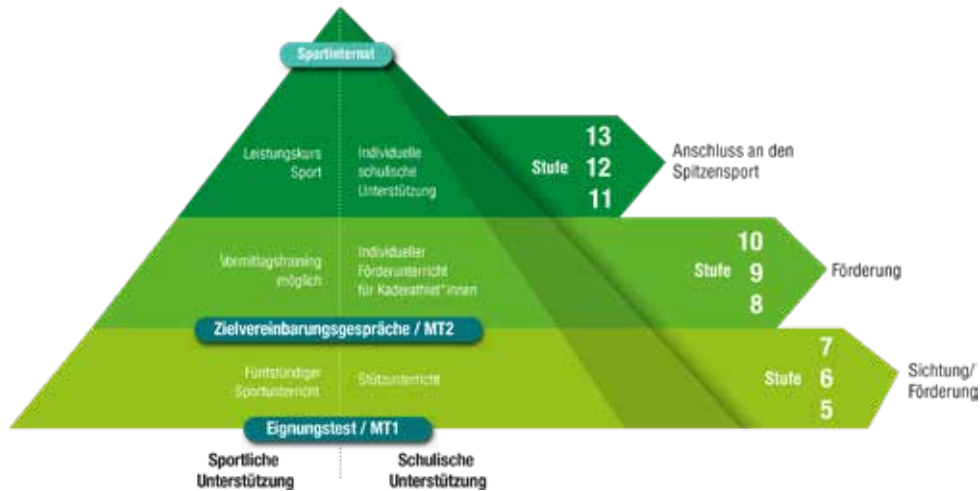 Sportinternat
Leistungskurs
Sport
Individuelle
schulische
Unterstützung
Stufe
13
12
11
Anschluss an den
Spitzensport
Vormittagstraining
möglich
Individueller
Förderunterricht
für Kaderathlet*innen
Stufe
10
9
8
Förderung
Zielvereinbarungsgespräche / MT2
Fünfstündiger
Sportunterricht
Stützunterricht
Stufe
7
6
5
Sichtung/
Förderung
Eignungstest / MT1
Sportliche
Unterstützung
Schulische
Unterstützung